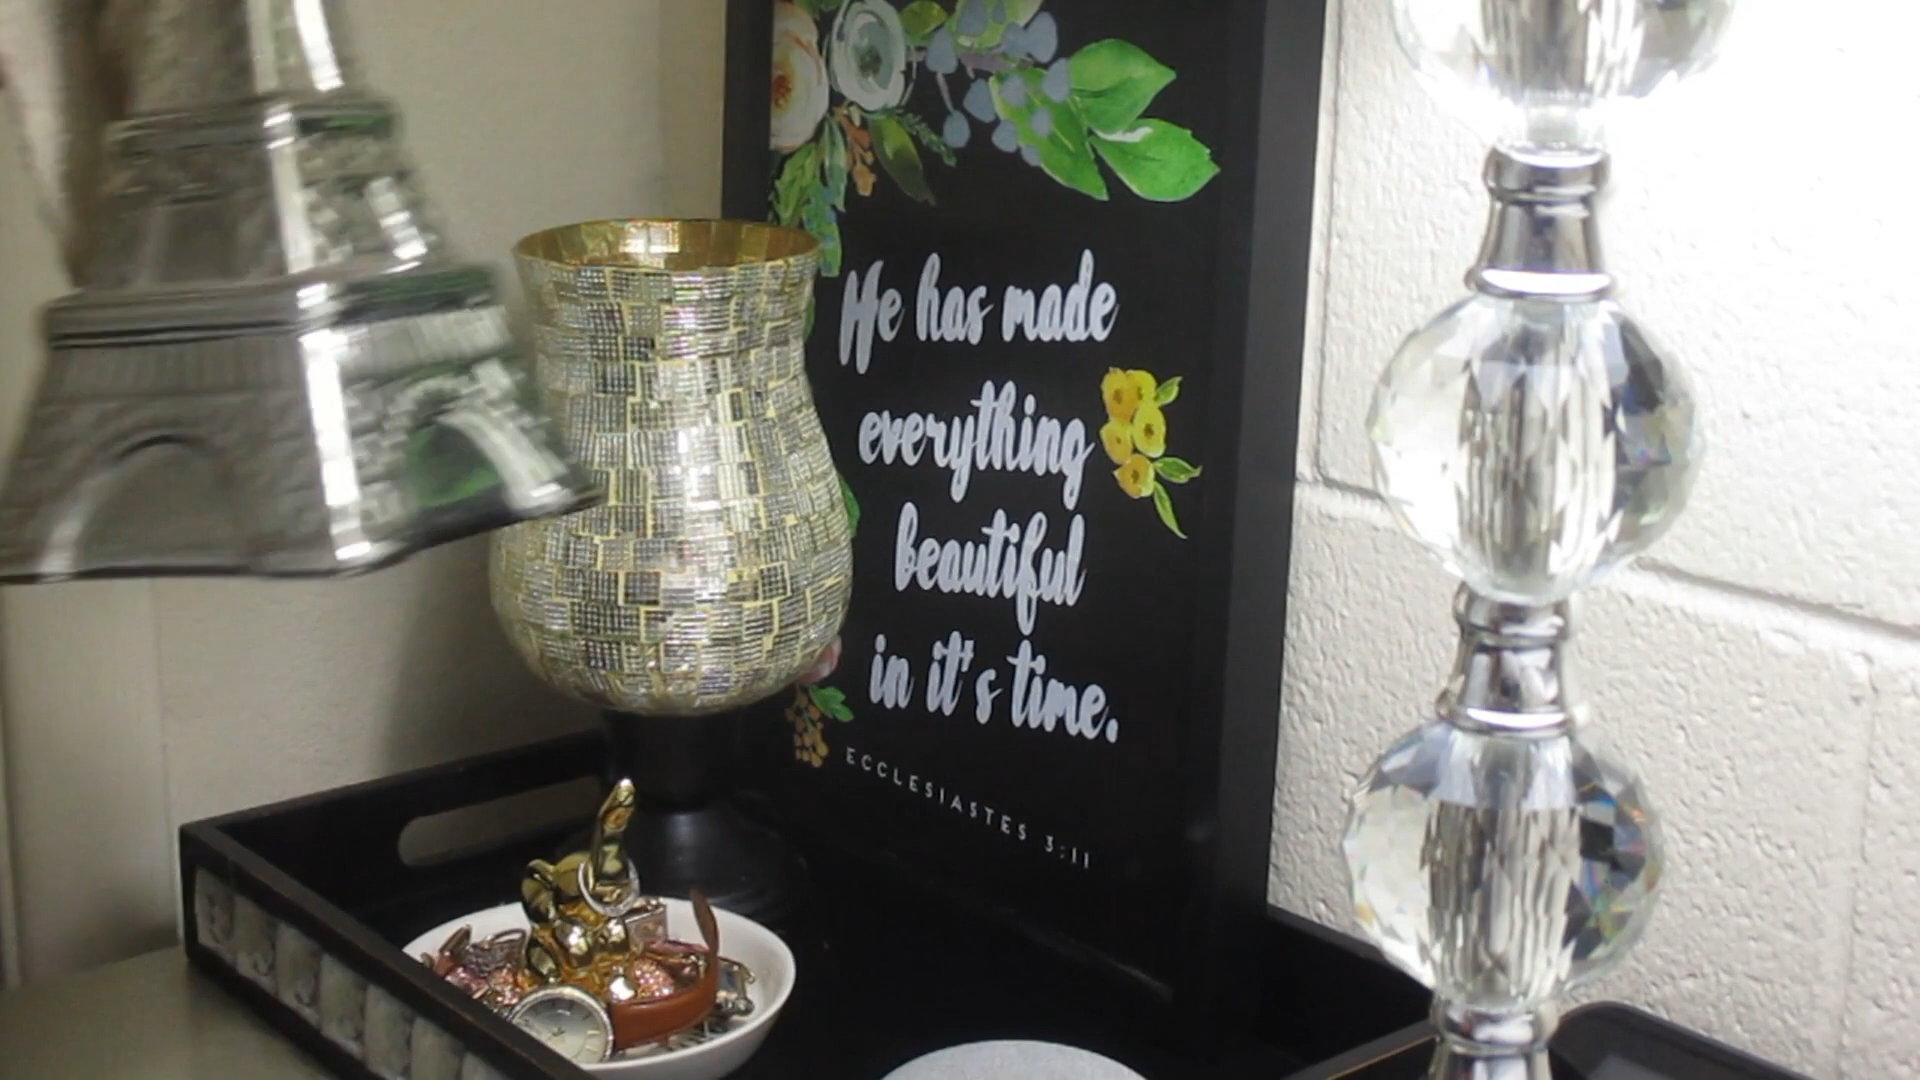 He has made
everything
beautiful
in it's time.
ECCLESIASTES 3:11